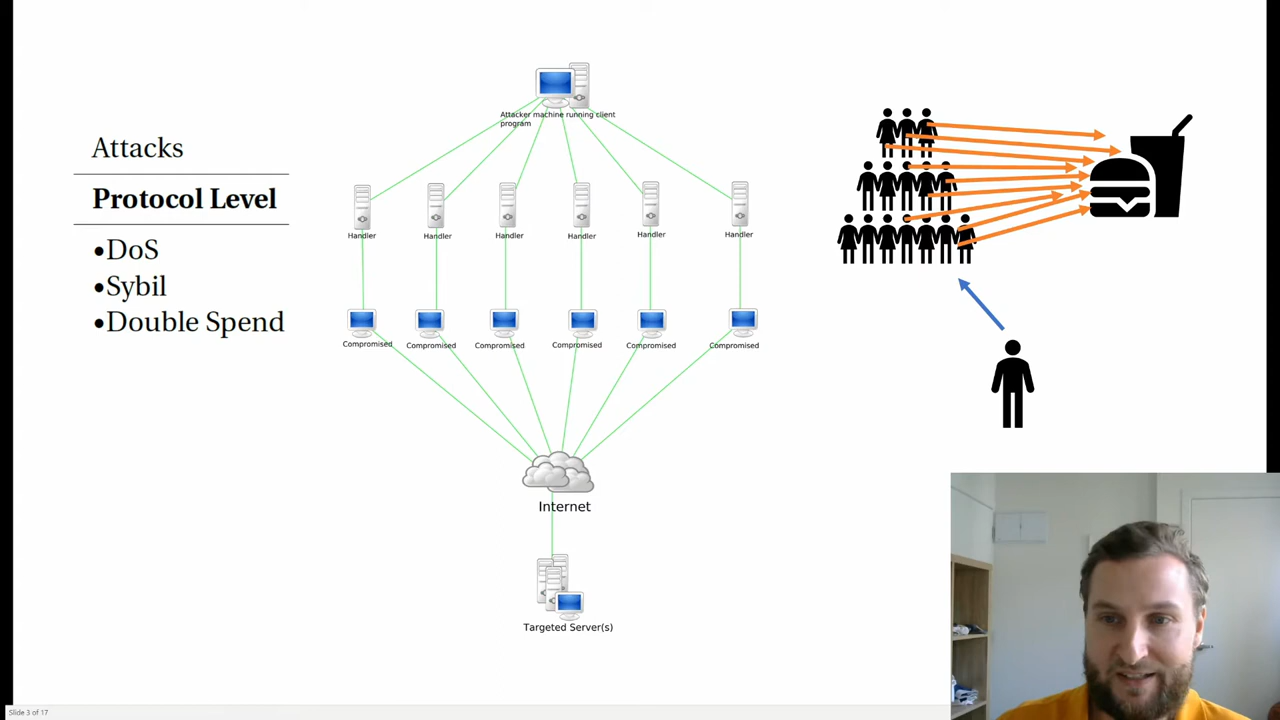 Attacks
Protocol Level
•DoS
•Sybil
•Double Spend
Attacker machine running client
program
Handler
Handler
Handler
Handler
Handler
Handler
Compromised
Compromised
Compromised
Compromised
Compromised
Compromised
Internet
Targeted Server(s)
Slide 3 of 17